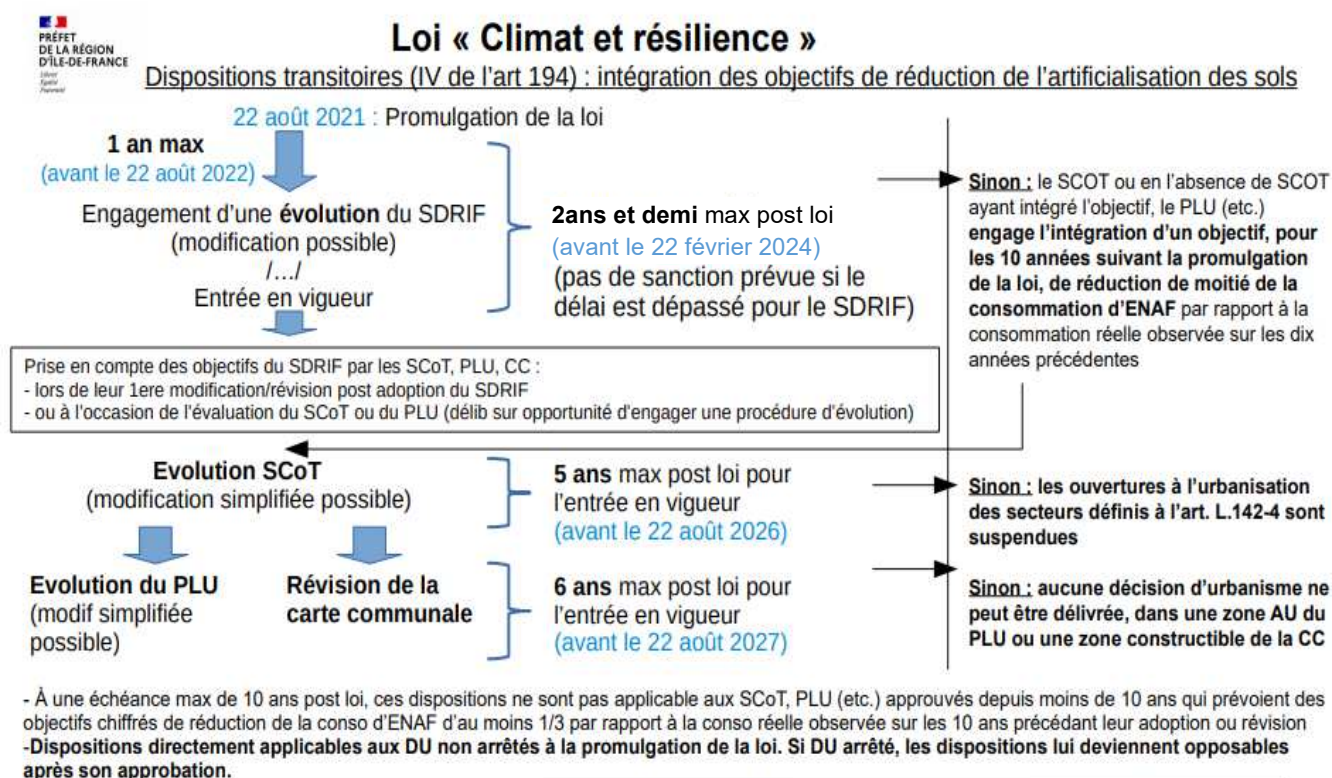 PRÉFET
DE LA RÉGION
D'ÎLE-DE-FRANCE
Liberté
Égalité
Fraternité
Loi « Climat et résilience »
Dispositions transitoires (IV de l'art 194) : intégration des objectifs de réduction de l'artificialisation des sols
22 août 2021 : Promulgation de la loi
1 an max
(avant le 22 août 2022)
Engagement d'une évolution du SDRIF
(modification possible)
/.../
Entrée en vigueur
2ans et demi max post loi
(avant le 22 février 2024)
(pas de sanction prévue si le
délai est dépassé pour le SDRIF)
Sinon : le SCOT ou en l'absence de SCOT
ayant intégré l'objectif, le PLU (etc.)
engage l'intégration d'un objectif, pour
les 10 années suivant la promulgation
de la loi, de réduction de moitié de la
consommation d'ENAF par rapport à la
consommation réelle observée sur les dix
années précédentes
Prise en compte des objectifs du SDRIF par les SCoT, PLU, CC :
- lors de leur 1ere modification/révision post adoption du SDRIF
- ou à l'occasion de l'évaluation du SCoT ou du PLU (délib sur opportunité d'engager une procédure d'évolution)
Evolution SCoT
(modification simplifiée possible)
5 ans max post loi pour
l'entrée en vigueur
(avant le 22 août 2026)
Sinon : les ouvertures à l'urbanisation
des secteurs définis à l'art. L.142-4 sont
suspendues
Evolution du PLU
(modif simplifiée
possible)
Révision de la
carte communale
6 ans max post loi pour
l'entrée en vigueur
(avant le 22 août 2027)
Sinon : aucune décision d'urbanisme ne
peut être délivrée, dans une zone AU du
PLU ou une zone constructible de la CC
- À une échéance max de 10 ans post loi, ces dispositions ne sont pas applicable aux SCoT, PLU (etc.) approuvés depuis moins de 10 ans qui prévoient des
objectifs chiffrés de réduction de la conso d'ENAF d'au moins 1/3 par rapport à la conso réelle observée sur les 10 ans précédant leur adoption ou révision
-Dispositions directement applicables aux DU non arrêtés à la promulgation de la loi. Si DU arrêté, les dispositions lui deviennent opposables
après son approbation.